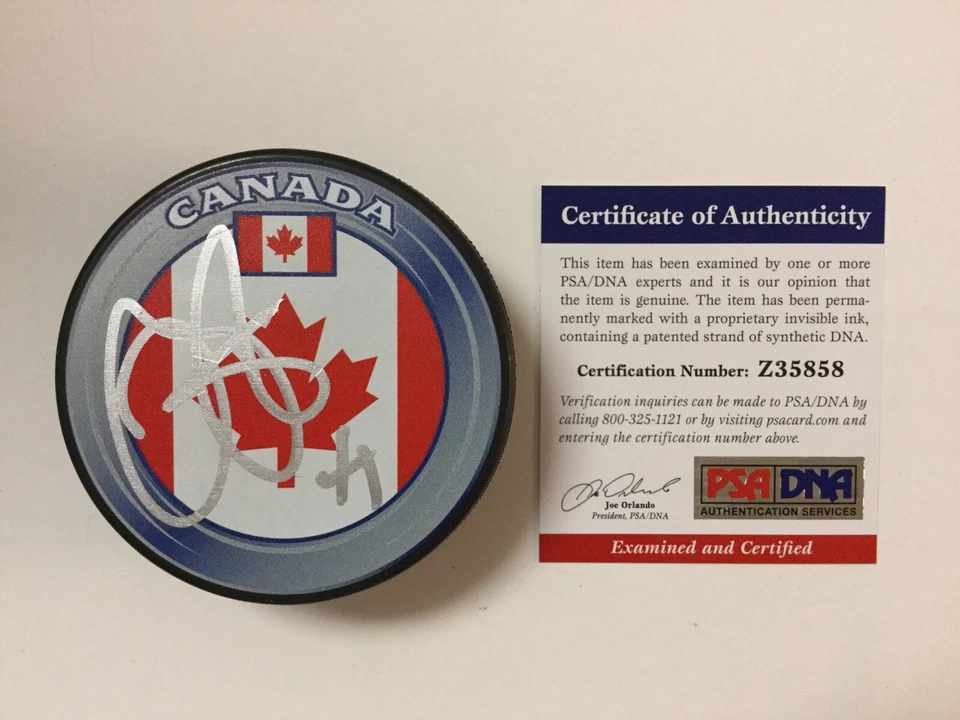 CANADA
Certificate of Authenticity
This item has been examined by one or more
PSA/DNA experts and it is our opinion that
the item is genuine. The item has been perma-
nently marked with a proprietary invisible ink,
containing a patented strand of synthetic DNA.
Certification Number: Z35858
Verification inquiries can be made to PSA/DNA by
calling 800-325-1121 or by visiting psacard.com and
entering the certification number above.
Joe Orlando
President, PSA/DNA
PSA DNA
AUTHENTICATION SERVICES
Examined and Certified